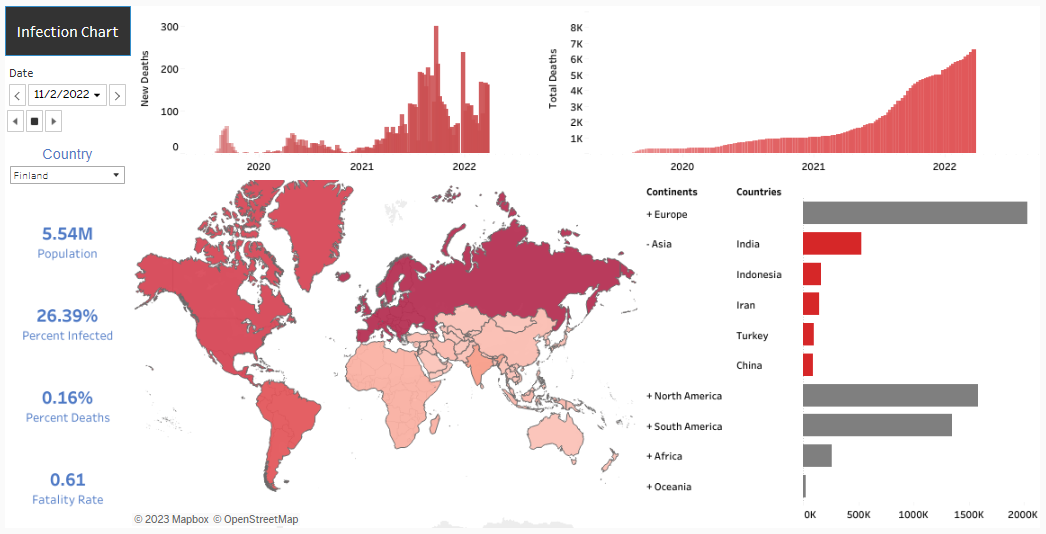 Infection Chart
Date
11/2/2022
Country
Finland
5.54M
Population
26.39%
Percent Infected
0.16%
Percent Deaths
0.61
Fatality Rate
New Deaths
300
200
100
0
2020 2021 2022
Total Deaths
8K
7K
6K
5K
4K
3K
2K
1K
2020 2021 2022
© 2023 Mapbox © OpenStreetMap
Continents Countries
+ Europe
- Asia India
Indonesia
Iran
Turkey
China
+ North America
+ South America
+ Africa
+ Oceania
0K 500K 1000K 1500K 2000K